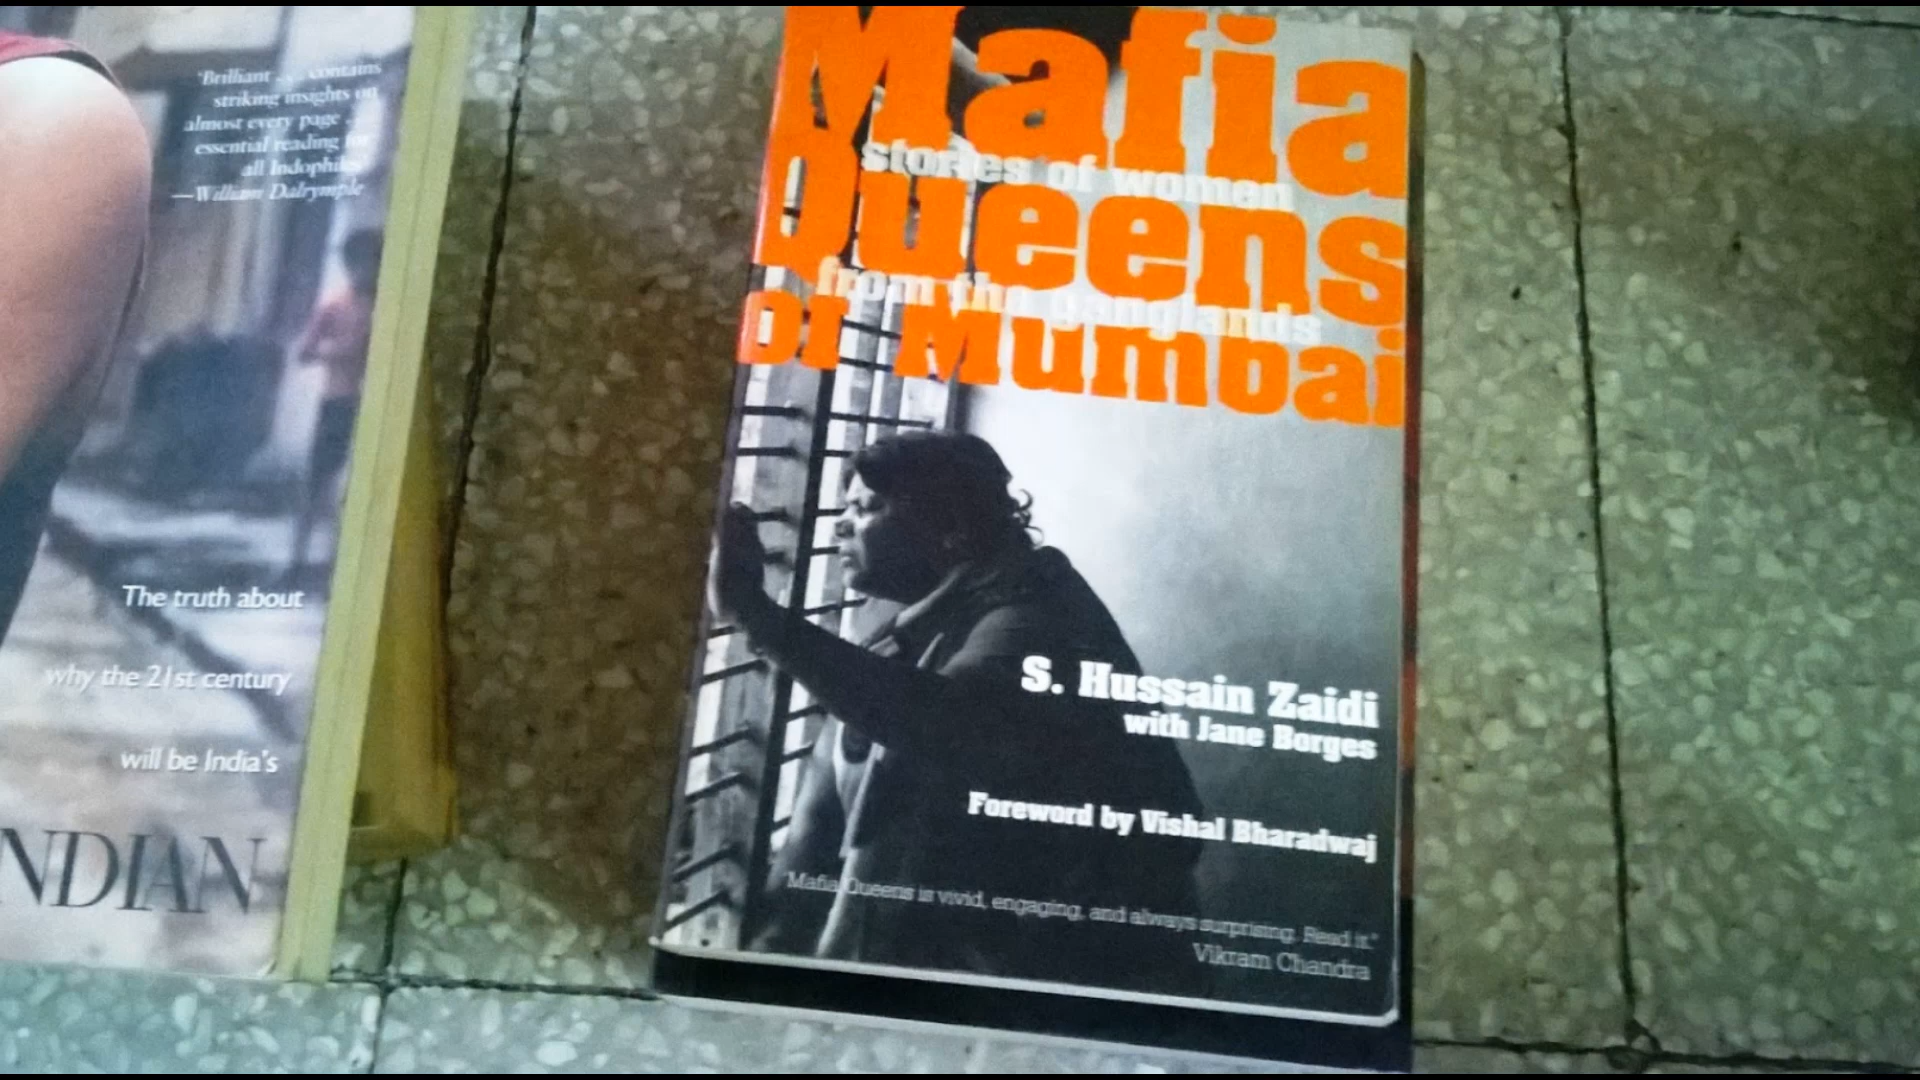 'Brilliant . . . contains
striking insights on
almost every page . . .
essential reading for
all Indophiles'
—William Dalrymple
The truth about
why the 21st century
will be India's
NDIAN
Mafia
stories of women
Queens
from the ganglands
of Mumbai
S. Hussain Zaidi
with Jane Borges
Foreword by Vishal Bharadwaj
'Mafia Queens is vivid, engaging, and always surprising. Read it.'
Vikram Chandra